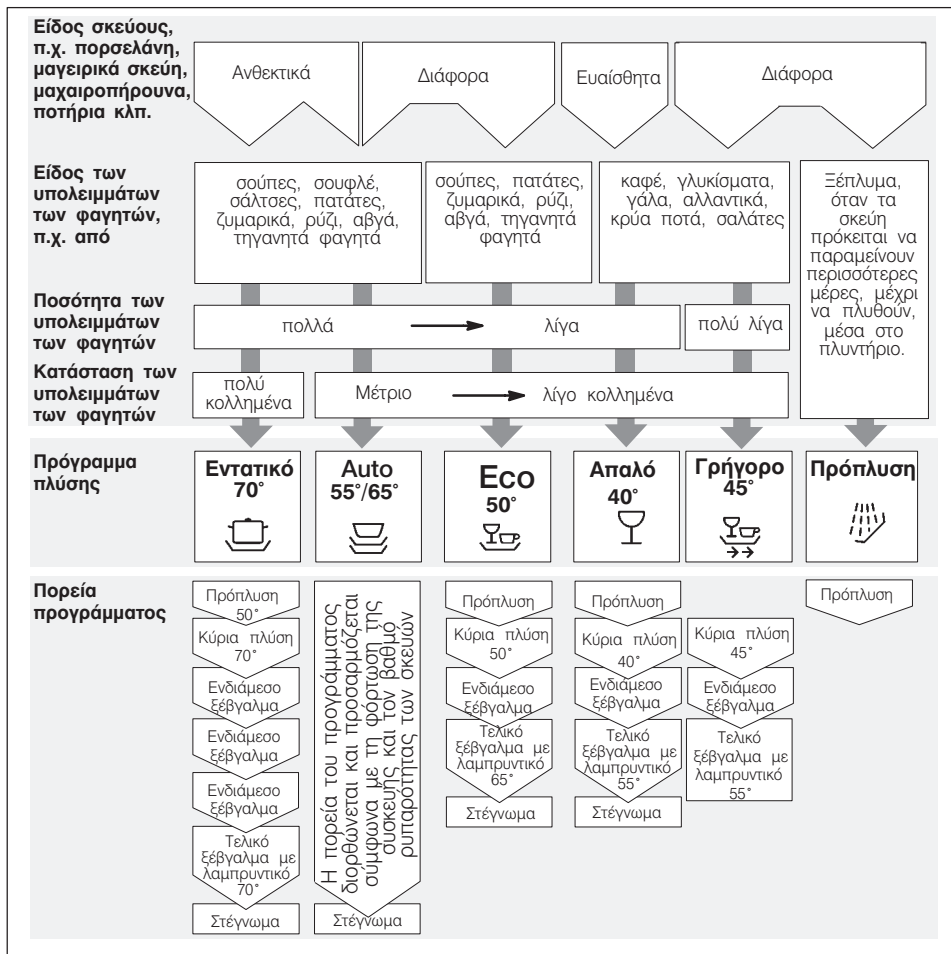 Είδος σκεύους,
π.χ. πορσελάνη,
μαγειρικά σκεύη,
μαχαιροπήρουνα,
ποτήρια κλπ.
Ανθεκτικά
Διάφορα
Ευαίσθητα
Διάφορα
Είδος των
υπολειμμάτων
των φαγητών,
π.χ. από
σούπες, σουφλέ,
σάλτσες, πατάτες,
ζυμαρικά, ρύζι, αβγά,
τηγανητά φαγητά
σούπες, πατάτες,
ζυμαρικά, ρύζι,
αβγά, τηγανητά
φαγητά
καφέ, γλυκίσματα,
γάλα, αλλαντικά,
κρύα ποτά, σαλάτες
Ξέπλυμα,
όταν τα
σκεύη
πρόκειται να
παραμείνουν
περισσότερες
μέρες, μέχρι
να πλυθούν,
μέσα στο
πλυντήριο.
Ποσότητα των
υπολειμμάτων
των φαγητών
πολλά
λίγα
πολύ λίγα
Κατάσταση των
υπολειμμάτων
των φαγητών
πολύ
κολλημένα
Μέτριο
λίγο κολλημένα
Πρόγραμμα
πλύσης
Εντατικό
70°
Auto
55°/65°
Eco
50°
Απαλό
40°
Γρήγορο
45°
Πρόπλυση
Πορεία
προγράμματος
Πρόπλυση
50°
Κύρια πλύση
70°
Ενδιάμεσο
ξέβγαλμα
Ενδιάμεσο
ξέβγαλμα
Ενδιάμεσο
ξέβγαλμα
Τελικό
ξέβγαλμα με
λαμπρυντικό
70°
Στέγνωμα
Η πορεία του προγράμματος
διορθώνεται και προσαρμόζεται
σύμφωνα με τη φόρτωση της
συσκευής και τον βαθμό
ρυπαρότητας των σκευών
Στέγνωμα
Πρόπλυση
Κύρια πλύση
50°
Ενδιάμεσο
ξέβγαλμα
Τελικό
ξέβγαλμα με
λαμπρυντικό
65°
Στέγνωμα
Πρόπλυση
Κύρια πλύση
40°
Ενδιάμεσο
ξέβγαλμα
Τελικό
ξέβγαλμα με
λαμπρυντικό
55°
Στέγνωμα
Κύρια πλύση
45°
Ενδιάμεσο
ξέβγαλμα
Τελικό
ξέβγαλμα με
λαμπρυντικό
55°
Πρόπλυση